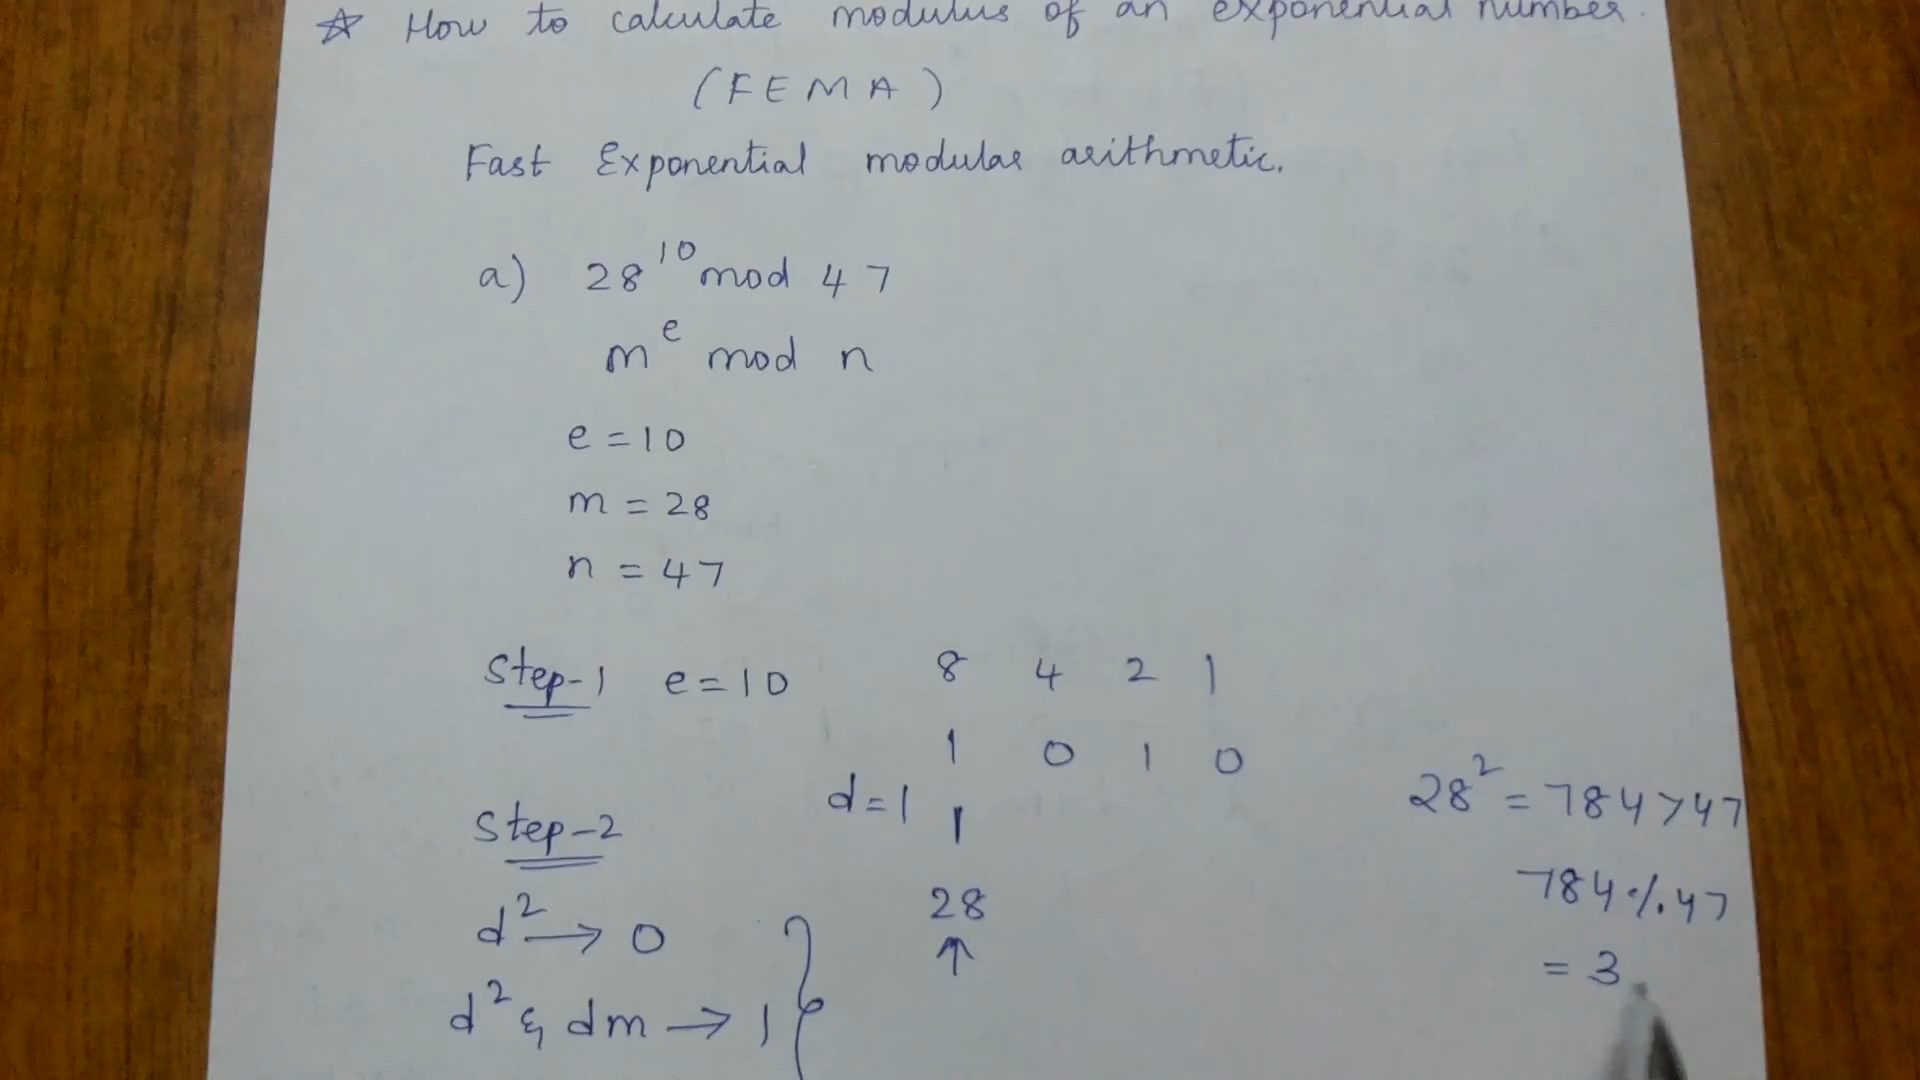 ☆ How to calculate modulus of an exponential number.
(FEMA)
Fast Exponential modular arithmetic.
a) 28^10 mod 47
m^e mod n
e = 10
m = 28
n = 47
Step-1 e = 10 8 4 2 1
1 0 1 0
Step-2 d = 1 1
28
↑
d^2 → 0
d^2 & dm → 1 }
28^2 = 784 > 47
784 % 47
= 3